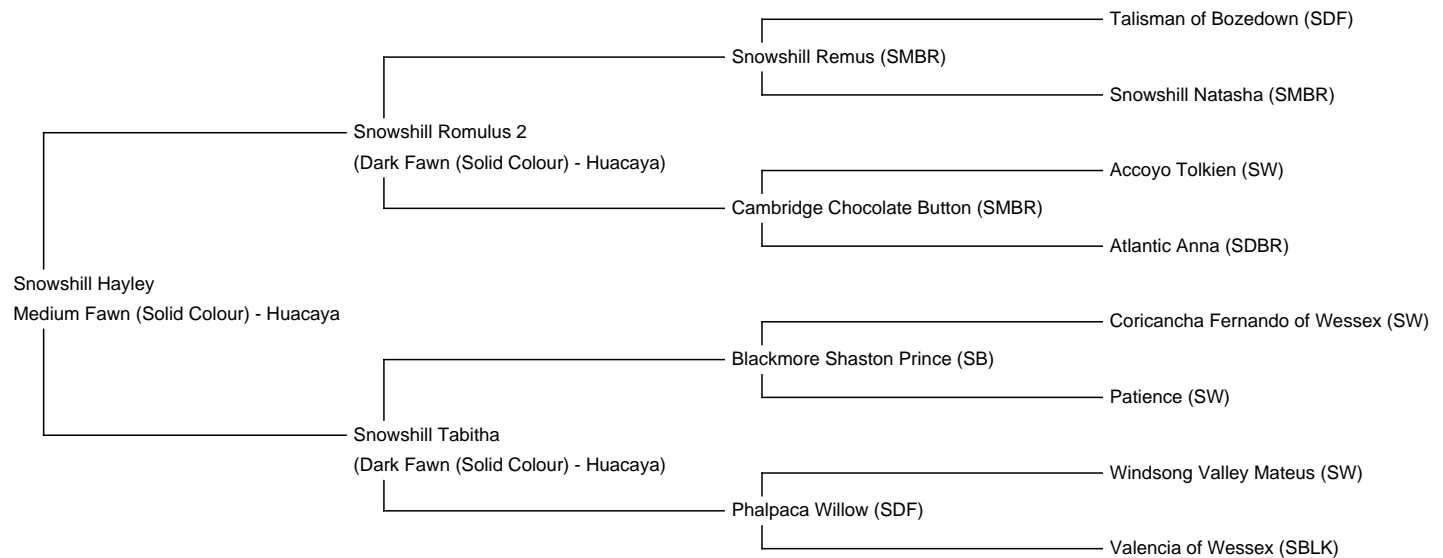 Talisman of Bozedown (SDF)
Snowshill Remus (SMBR)
Snowshill Natasha (SMBR)
Snowshill Romulus 2
(Dark Fawn (Solid Colour) - Huacaya)
Accoyo Tolkien (SW)
Cambridge Chocolate Button (SMBR)
Atlantic Anna (SDBR)
Snowshill Hayley
Medium Fawn (Solid Colour) - Huacaya
Coricancha Fernando of Wessex (SW)
Blackmore Shaston Prince (SB)
Patience (SW)
Snowshill Tabitha
(Dark Fawn (Solid Colour) - Huacaya)
Windsong Valley Mateus (SW)
Phalpaca Willow (SDF)
Valencia of Wessex (SBLK)